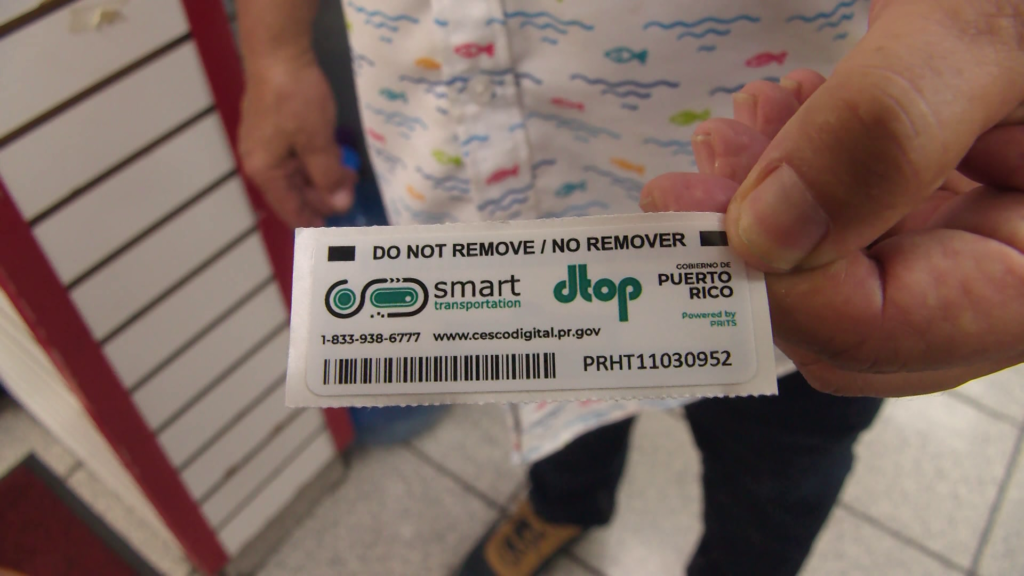 DO NOT REMOVE / NO REMOVER
smart
transportation
dtop
GOBIERNO DE
PUERTO
RICO
Powered by
PRITS
1-833-938-6777 www.cescodigital.pr.gov
PRHT11030952